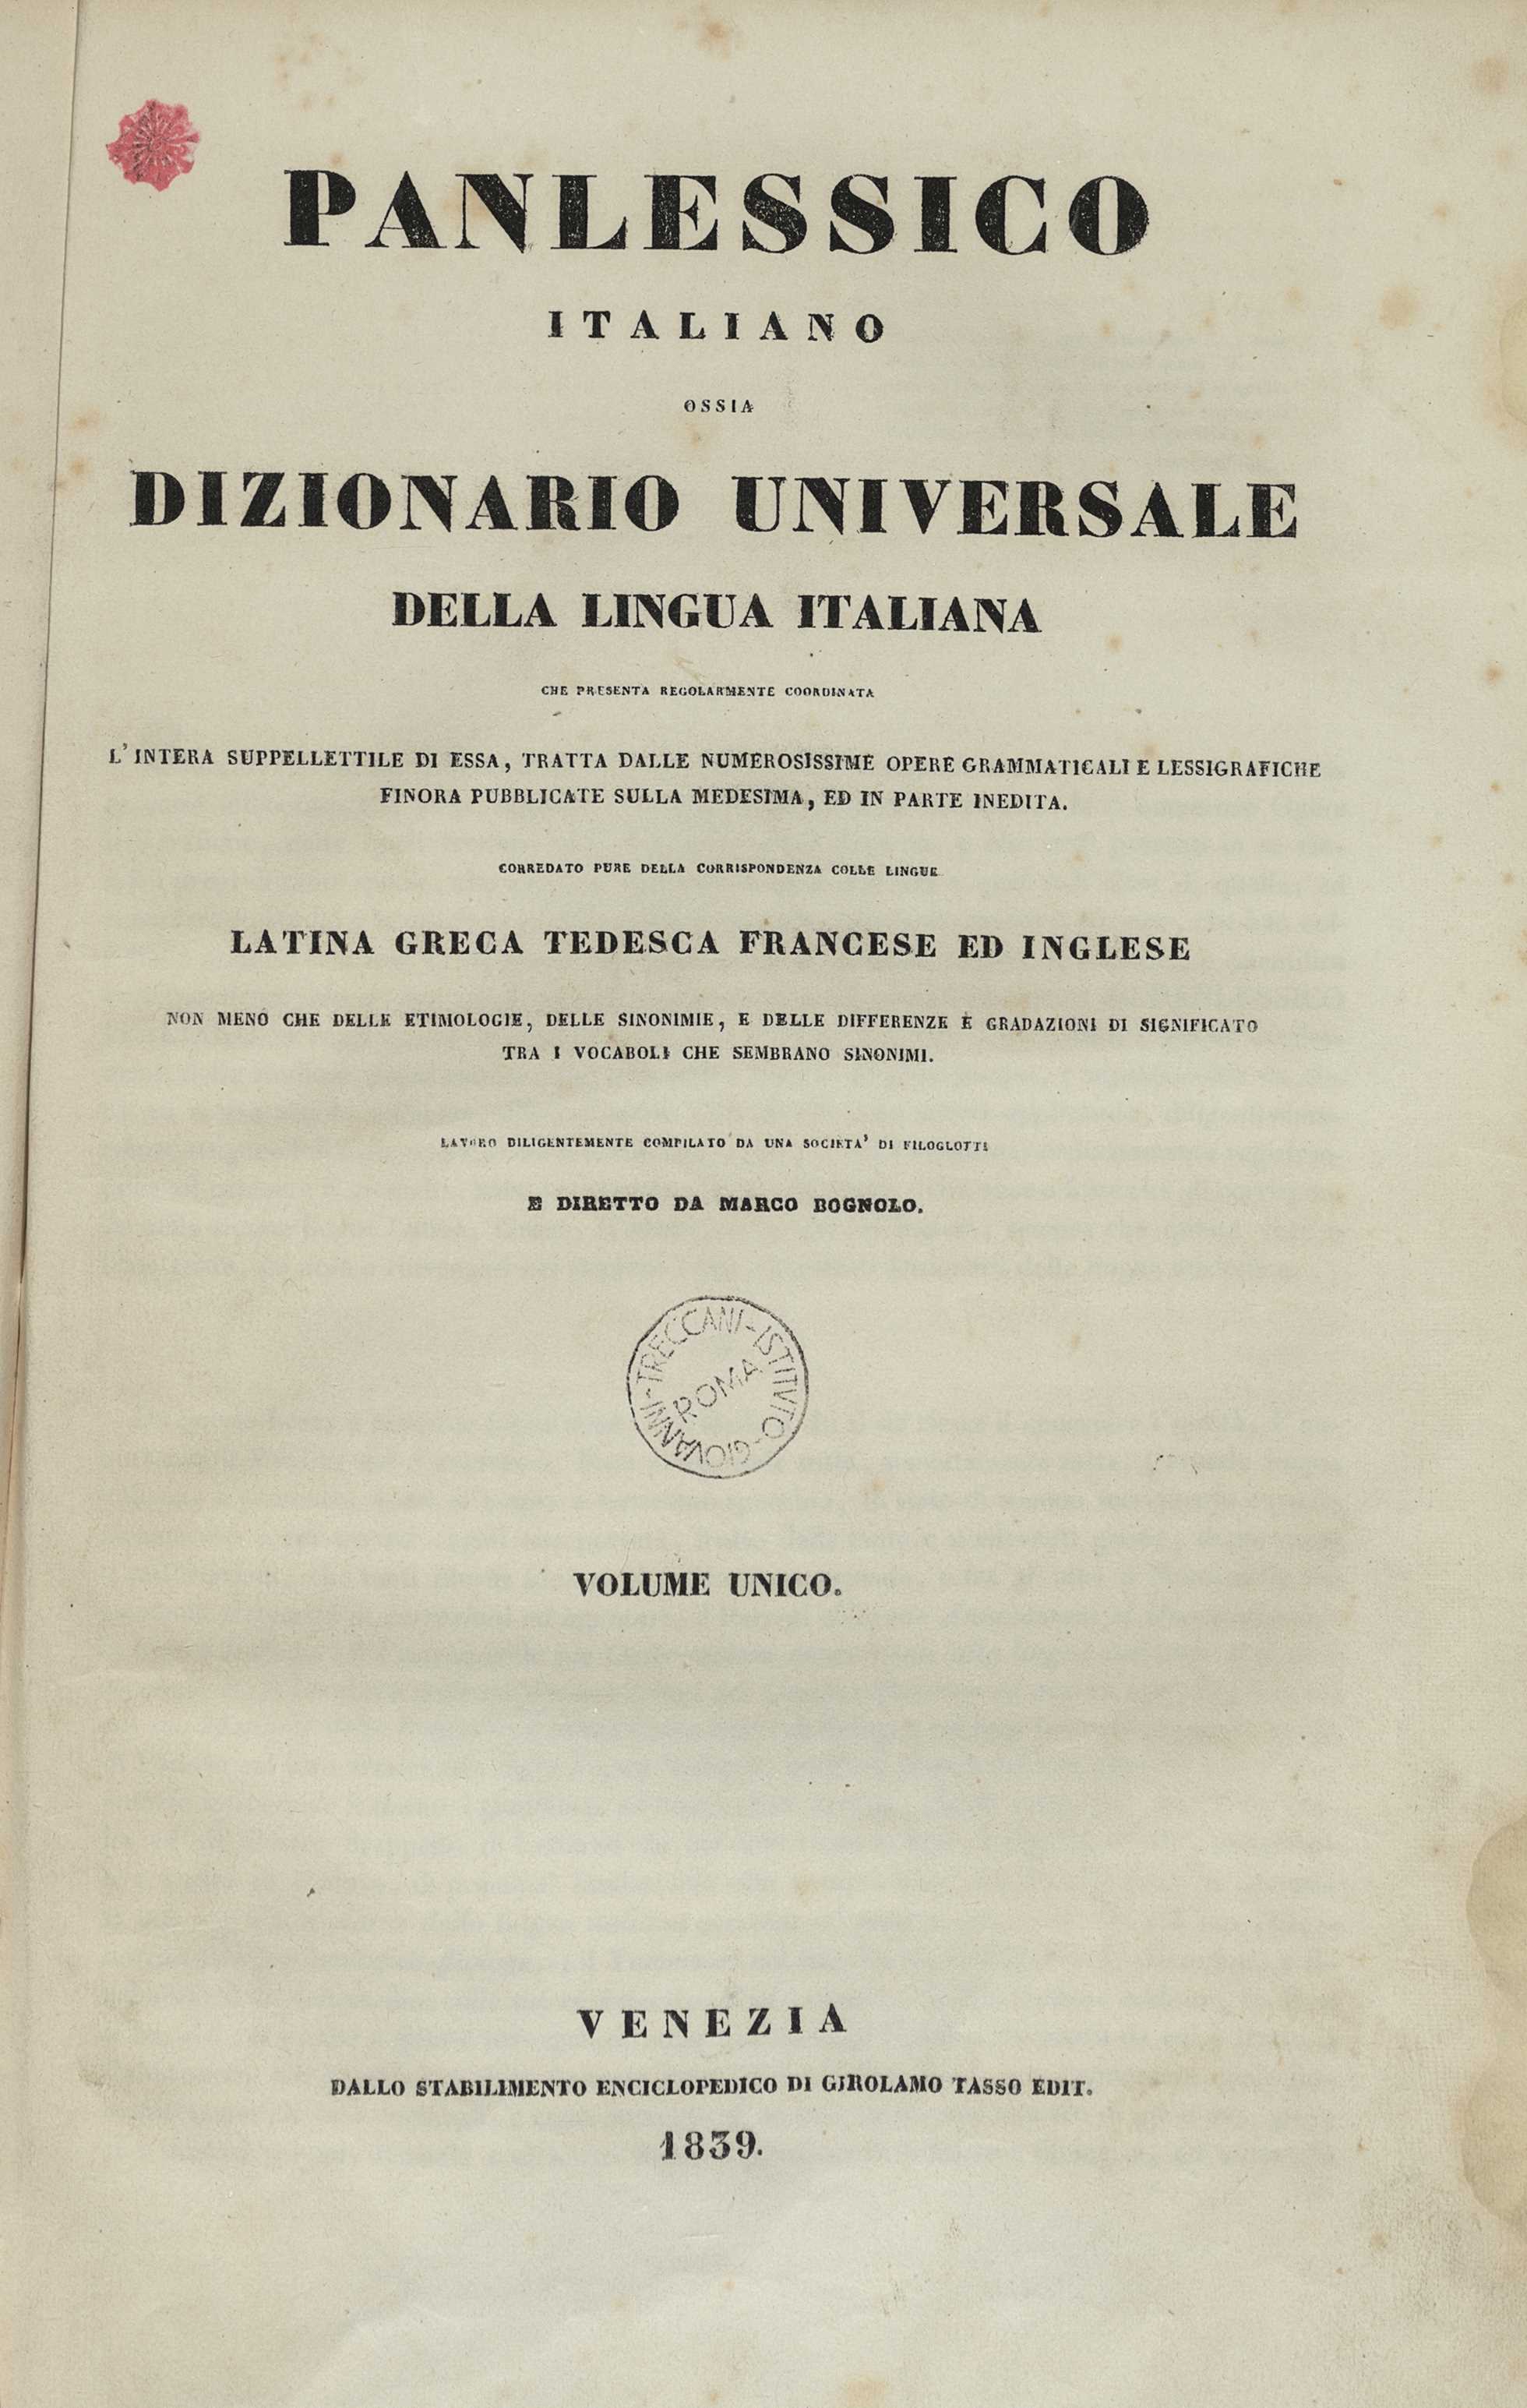 PANLESSICO
ITALIANO
OSSIA
DIZIONARIO UNIVERSALE
DELLA LINGUA ITALIANA
CHE PRESENTA REGOLARMENTE COORDINATA
L' INTERA SUPPELLETTILE DI ESSA, TRATTA DALLE NUMEROSISSIME OPERE GRAMMATICALI E LESSIGRAFICHE
FINORA PUBBLICATE SULLA MEDESIMA, ED IN PARTE INEDITA.
CORREDATO PURE DELLA CORRISPONDENZA COLLE LINGUE
LATINA GRECA TEDESCA FRANCESE ED INGLESE
NON MENO CHE DELLE ETIMOLOGIE, DELLE SINONIMIE, E DELLE DIFFERENZE E GRADAZIONI DI SIGNIFICATO
TRA I VOCABOLI CHE SEMBRANO SINONIMI.
LAVORO DILIGENTEMENTE COMPILATO DA UNA SOCIETA' DI FILOGLOTTI
E DIRETTO DA MARCO BOGNOLO.
ISTITVTO-GIOVANNI-TRECCANI-
ROMA
VOLUME UNICO.
VENEZIA
DALLO STABILIMENTO ENCICLOPEDICO DI GIROLAMO TASSO EDIT.
1839.